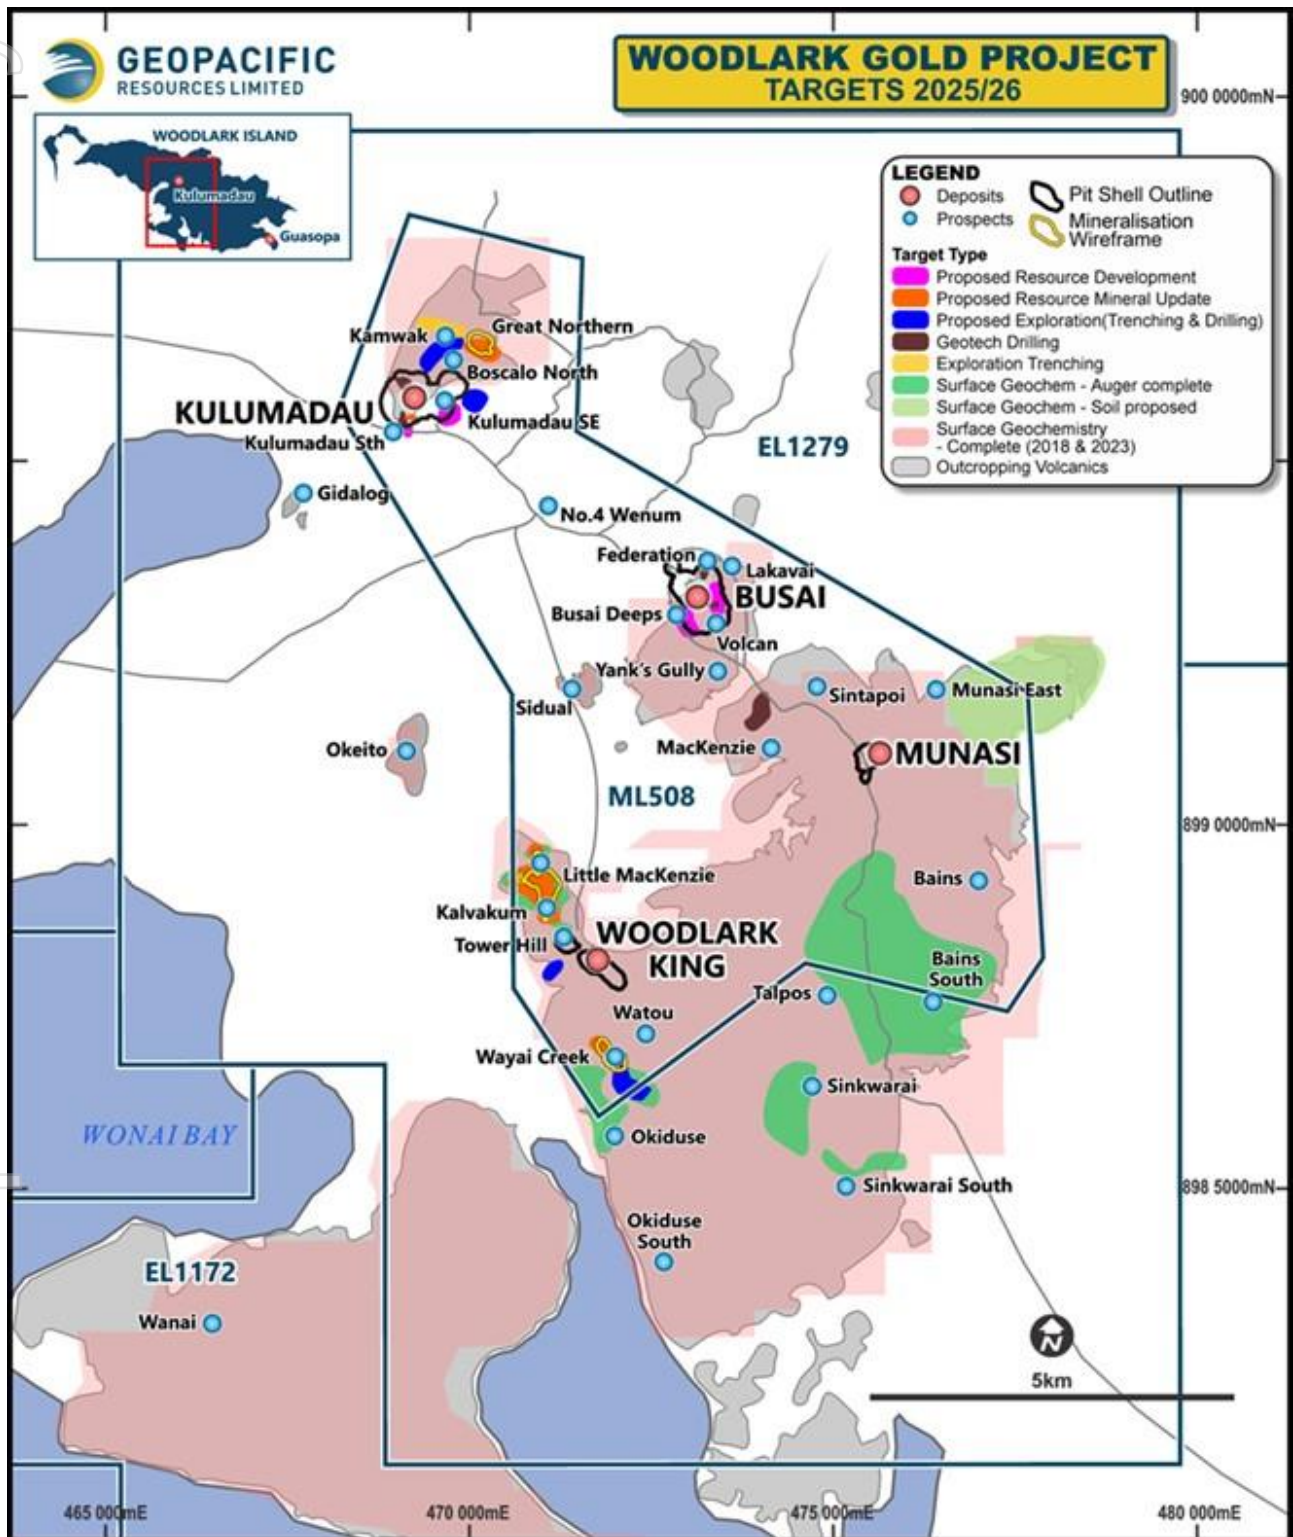 GEOPACIFIC
RESOURCES LIMITED
WOODLARK GOLD PROJECT
TARGETS 2025/26
900 0000mN
WOODLARK ISLAND
Kulumadau
Guasopa
LEGEND
Deposits
Prospects
Pit Shell Outline
Mineralisation
Wireframe
Target Type
Proposed Resource Development
Proposed Resource Mineral Update
Proposed Exploration(Trenching & Drilling)
Geotech Drilling
Exploration Trenching
Surface Geochem - Auger complete
Surface Geochem - Soil proposed
Surface Geochemistry
- Complete (2018 & 2023)
Outcropping Volcanics
Kamwak
Great Northern
Boscalo North
KULUMADAU
Kulumadau SE
Kulumadau Sth
EL1279
Gidalog
No.4 Wenum
Federation
Lakavai
BUSAI
Busai Deeps
Volcan
Yank's Gully
Sidual
Sintapoi
Munasi East
Okeito
MacKenzie
MUNASI
ML508
899 0000mN
Little MacKenzie
Bains
Kalvakum
Tower Hill
WOODLARK
KING
Bains
South
Talpos
Watou
Wayai Creek
Sinkwarai
WONAI BAY
Okiduse
Sinkwarai South
898 5000mN
Okiduse
South
EL1172
Wanai
N
5km
465 000mE
470 000mE
475 000mE
480 000mE